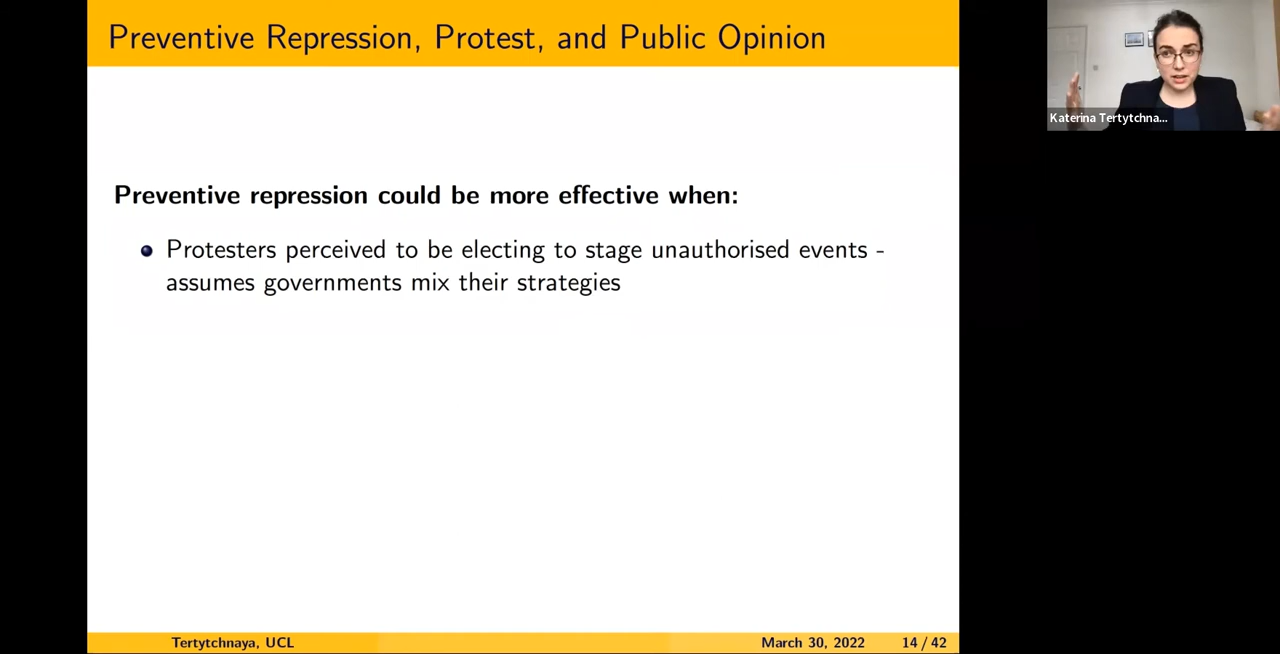 Preventive Repression, Protest, and Public Opinion
Katerina Tertytchna...
Preventive repression could be more effective when:
Protesters perceived to be electing to stage unauthorised events -
assumes governments mix their strategies
Tertytchnaya, UCL
March 30, 2022
14 / 42